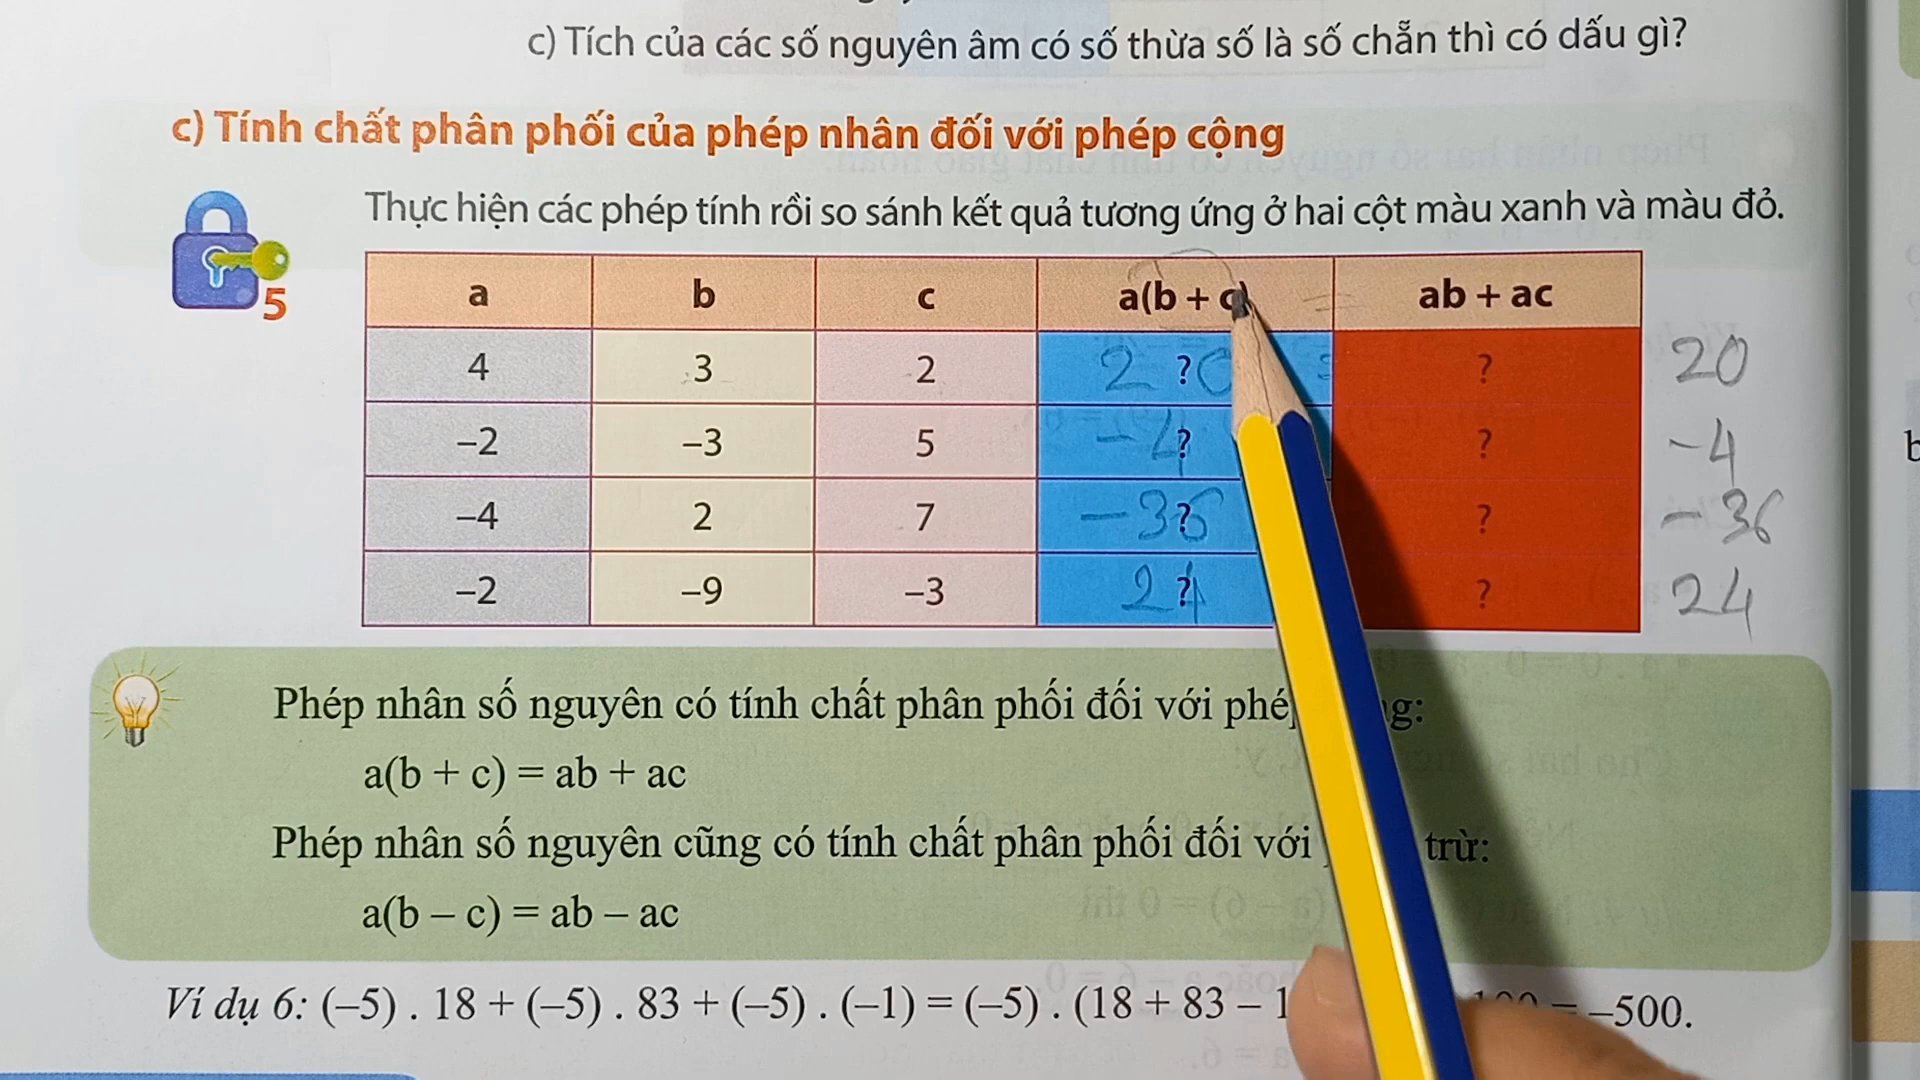 c) Tích của các số nguyên âm có số thừa số là số chẵn thì có dấu gì?
c) Tính chất phân phối của phép nhân đối với phép cộng
Thực hiện các phép tính rồi so sánh kết quả tương ứng ở hai cột màu xanh và màu đỏ.
5
a b c a(b + c) = ab + ac
4 3 2 ? 20 ? 20
–2 –3 5 ? –4 ? –4
–4 2 7 ? –36 ? –36
–2 –9 –3 ? 24 ? 24
Phép nhân số nguyên có tính chất phân phối đối với g:
a(b + c) = ab + ac
Phép nhân số nguyên cũng có tính chất phân phối đối với trừ:
a(b – c) = ab – ac
Ví dụ 6: (–5) . 18 + (–5) . 83 + (–5) . (–1) = (–5) . (18 + 83 – 1 = –500.